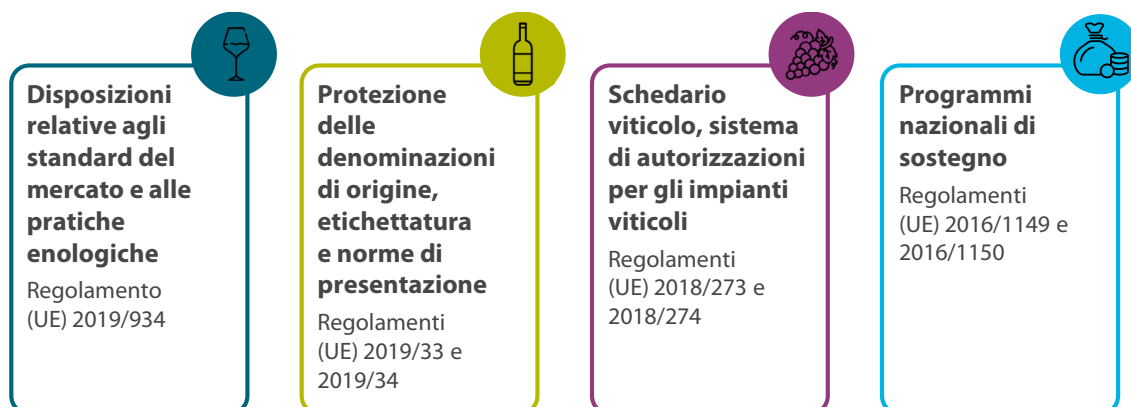 Disposizioni
relative agli
standard del
mercato e alle
pratiche
enologiche
Regolamento
(UE) 2019/934
Protezione
delle
denominazioni
di origine,
etichettatura
e norme di
presentazione
Regolamenti
(UE) 2019/33 e
2019/34
Schedario
viticolo, sistema
di autorizzazioni
per gli impianti
viticoli
Regolamenti
(UE) 2018/273 e
2018/274
Programmi
nazionali di
sostegno
Regolamenti
(UE) 2016/1149 e
2016/1150